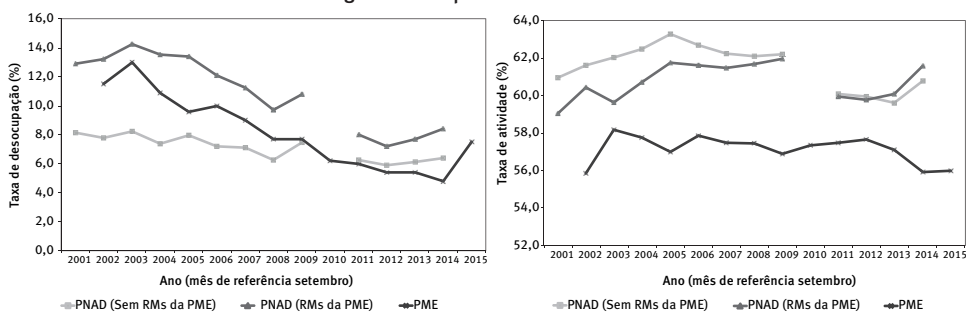 Taxa de desocupação (%)
16,0
14,0
12,0
10,0
8,0
6,0
4,0
2,0
0,0
2001 2002 2003 2004 2005 2006 2007 2008 2009 2010 2011 2012 2013 2014 2015
Ano (mês de referência setembro)
PNAD (Sem RMs da PME) PNAD (RMs da PME) PME
Taxa de atividade (%)
64,0
62,0
60,0
58,0
56,0
54,0
52,0
2001 2002 2003 2004 2005 2006 2007 2008 2009 2010 2011 2012 2013 2014 2015
Ano (mês de referência setembro)
PNAD (Sem RMs da PME) PNAD (RMs da PME) PME